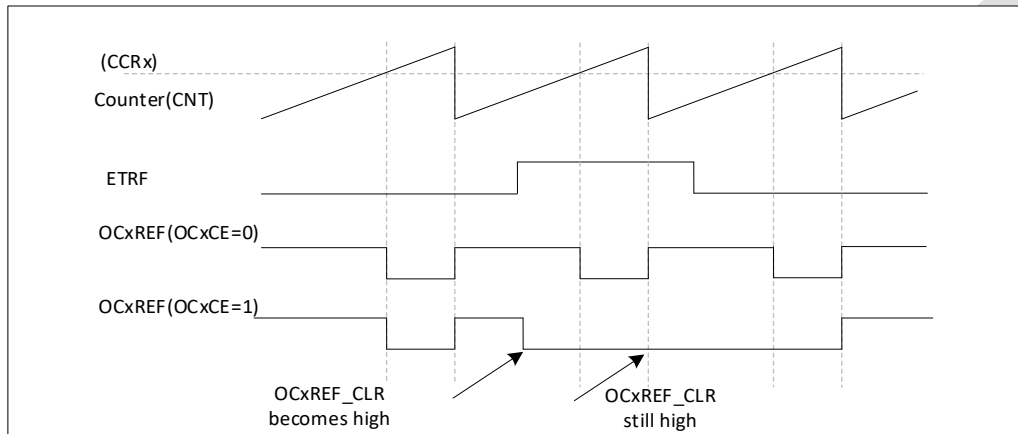 (CCRx)
Counter(CNT)
ETRF
OCxREF(OCxCE=0)
OCxREF(OCxCE=1)
OCxREF_CLR
becomes high
OCxREF_CLR
still high